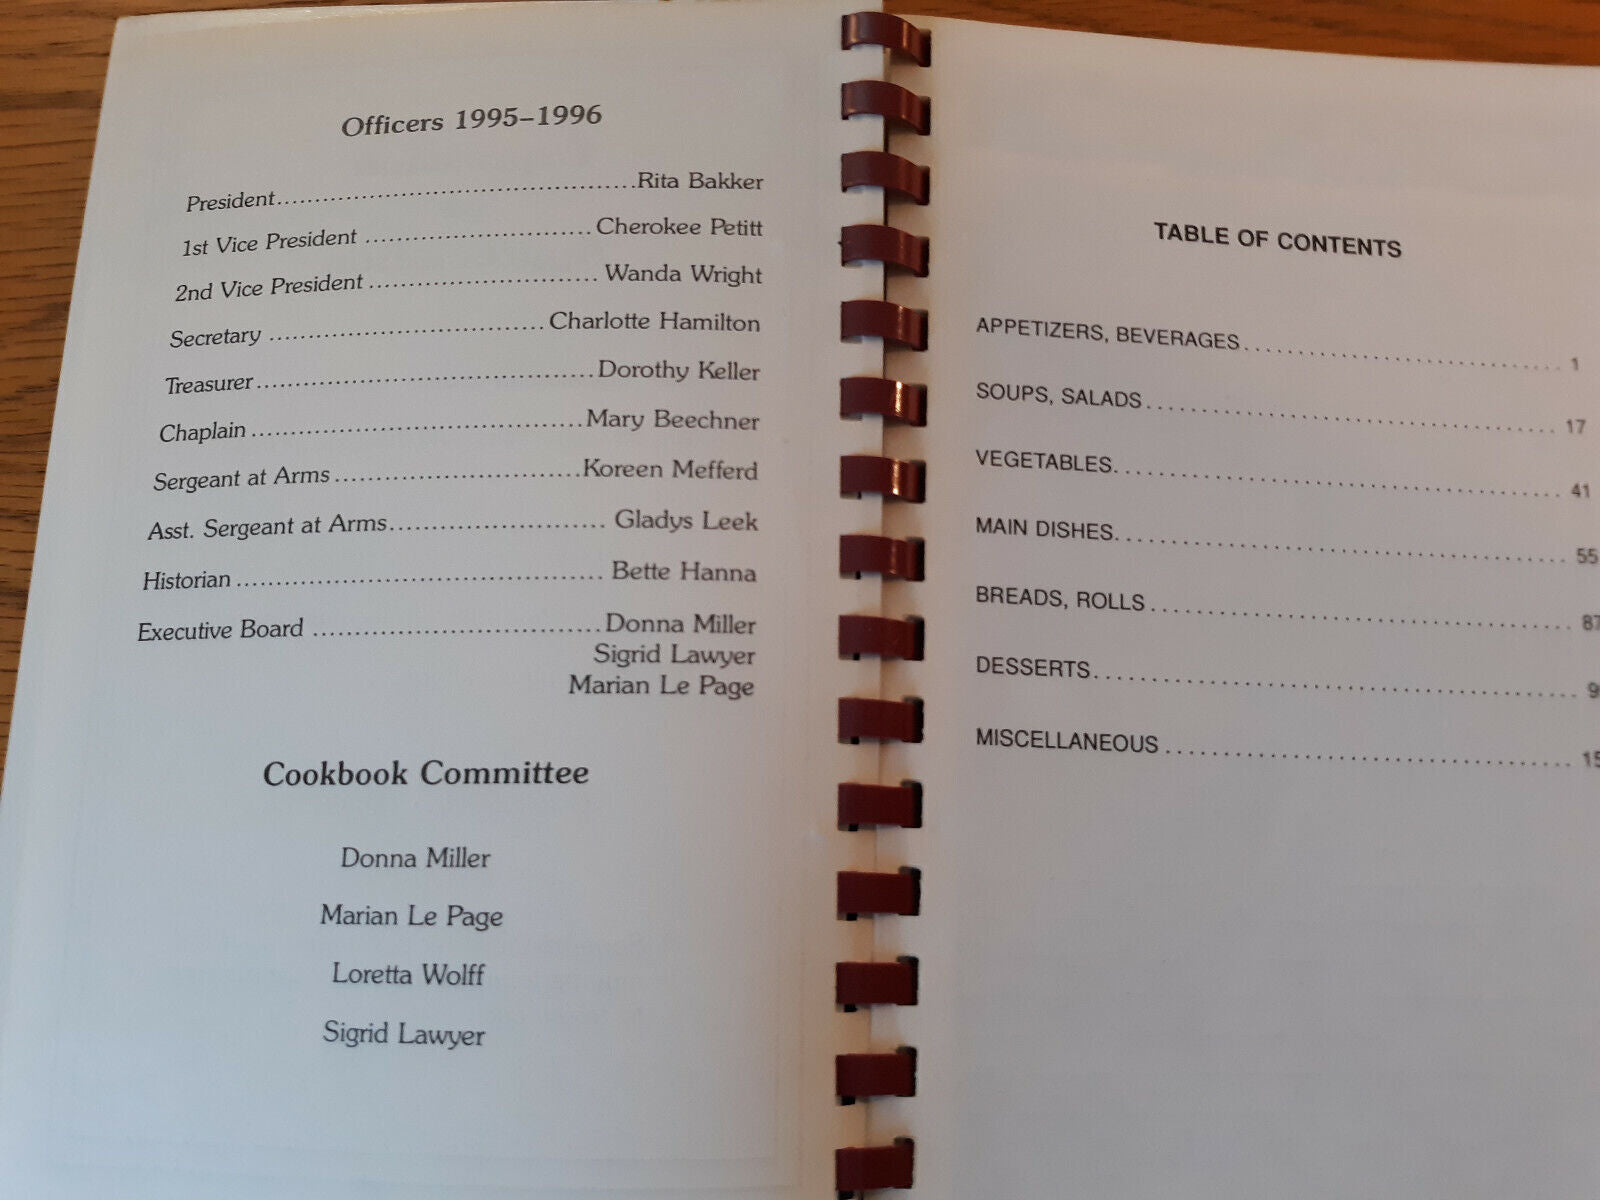 Officers 1995–1996
President.............................................Rita Bakker
1st Vice President ............................Cherokee Petitt
2nd Vice President ............................ Wanda Wright
Secretary ..................................Charlotte Hamilton
Treasurer..........................................Dorothy Keller
Chaplain .........................................Mary Beechner
Sergeant at Arms..............................Koreen Mefferd
Asst. Sergeant at Arms.......................... Gladys Leek
Historian ............................................ Bette Hanna
Executive Board ..................................Donna Miller
Sigrid Lawyer
Marian Le Page
Cookbook Committee
Donna Miller
Marian Le Page
Loretta Wolff
Sigrid Lawyer
TABLE OF CONTENTS
APPETIZERS, BEVERAGES.............................. 1
SOUPS, SALADS....................................... 17
VEGETABLES.......................................... 41
MAIN DISHES......................................... 55
BREADS, ROLLS ...................................... 87
DESSERTS............................................ 9
MISCELLANEOUS ...................................... 15